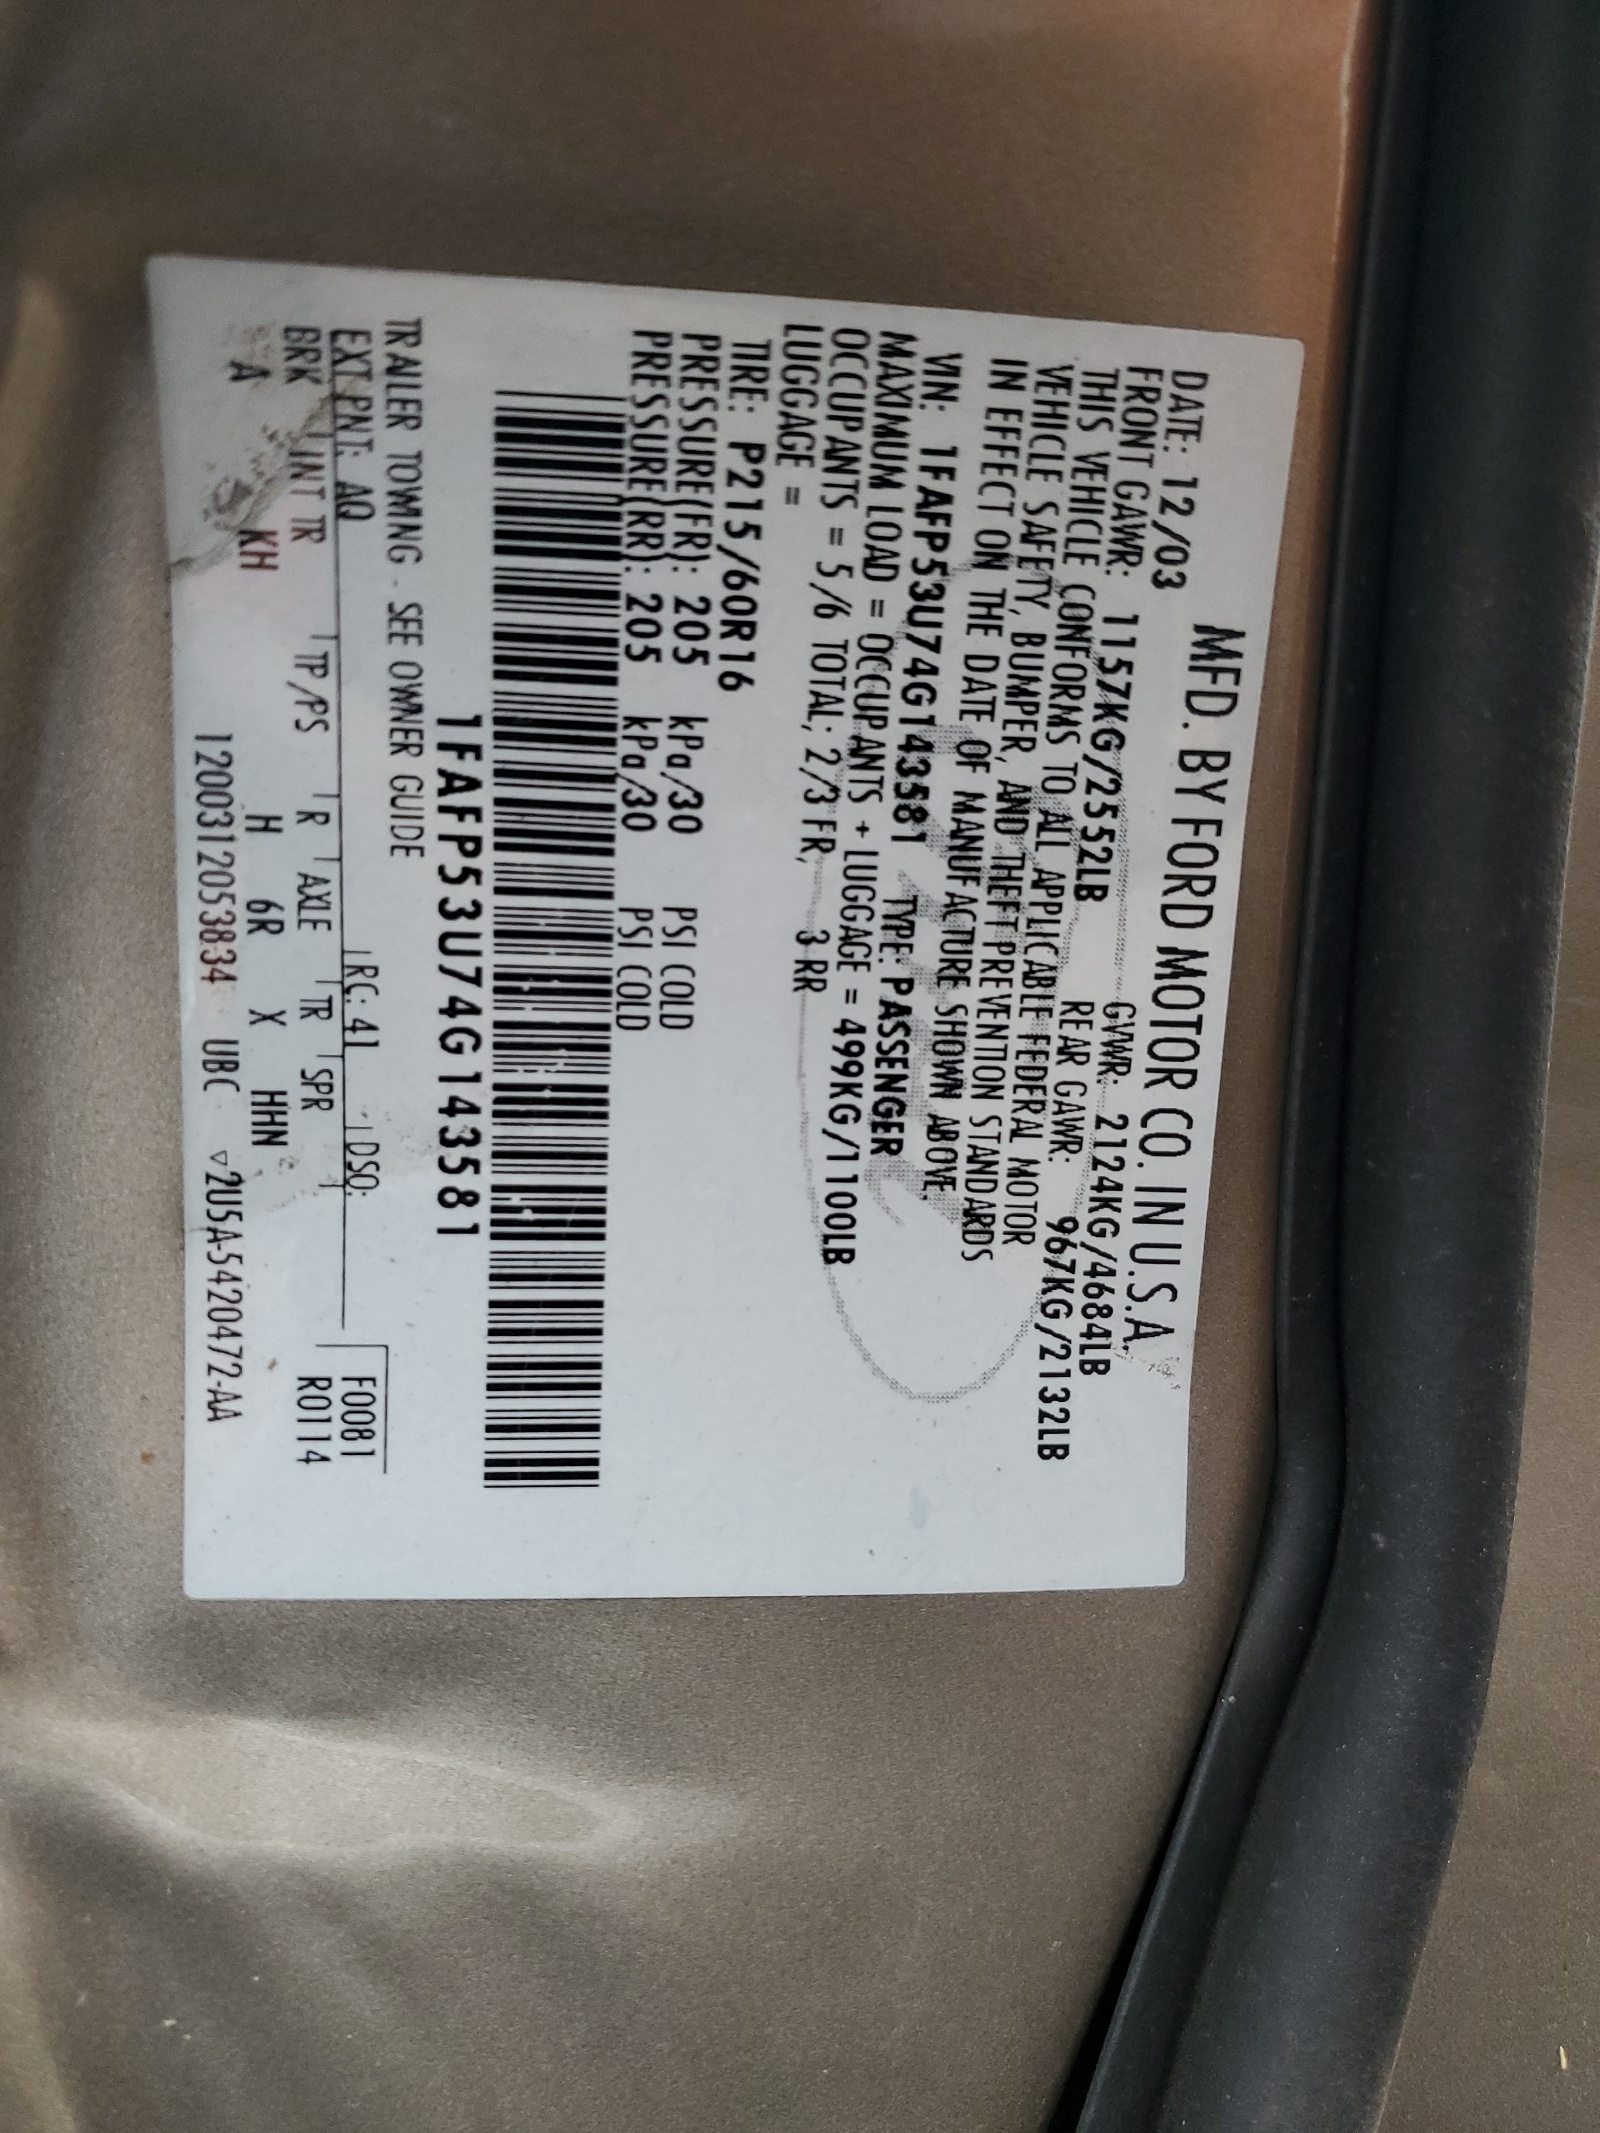 MFD. BY FORD MOTOR CO. IN U.S.A.
DATE: 12/03 GVWR: 2124KG/4684LB
FRONT GAWR: 1157KG/2552LB REAR GAWR: 967KG/2132LB
THIS VEHICLE CONFORMS TO ALL APPLICABLE FEDERAL MOTOR
VEHICLE SAFETY, BUMPER, AND THEFT PREVENTION STANDARDS
IN EFFECT ON THE DATE OF MANUFACTURE SHOWN ABOVE.
VIN: 1FAFP53U74G143581 TYPE: PASSENGER
MAXIMUM LOAD = OCCUPANTS + LUGGAGE = 499KG/1100LB
OCCUPANTS = 5/6 TOTAL; 2/3 FR, 3 RR
LUGGAGE =
TIRE: P215/60R16
PRESSURE(FR): 205 kPa/30 PSI COLD
PRESSURE(RR): 205 kPa/30 PSI COLD
1FAFP53U74G143581
TRAILER TOWING - SEE OWNER GUIDE
EXT PNT: AQ RC: 41 DSO: F0081
BRK INT TR TP/PS R AXLE TR SPR R0114
A KH H 6R X HHN
1200312053834 UBC ▽2U5A-5420472-AA